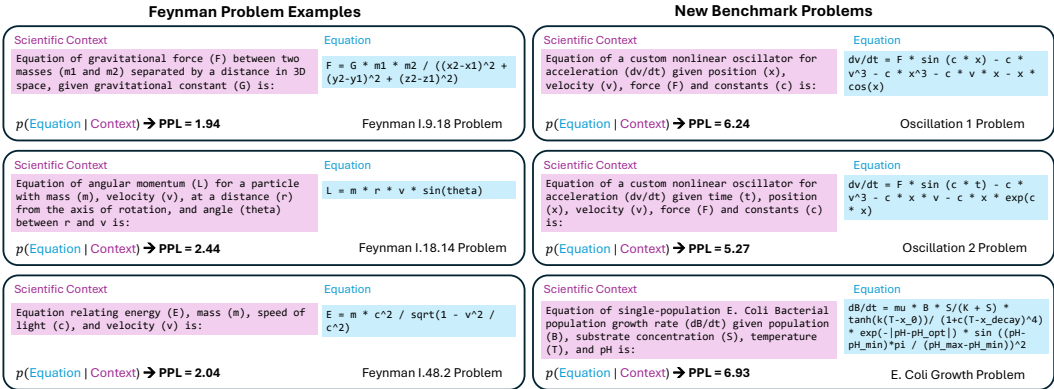 Feynman Problem Examples
Scientific Context
Equation
Equation of gravitational force (F) between two
masses (m1 and m2) separated by a distance in 3D
space, given gravitational constant (G) is:
F = G * m1 * m2 / ((x2-x1)^2 +
(y2-y1)^2 + (z2-z1)^2)
p(Equation | Context) ➔ PPL = 1.94
Feynman I.9.18 Problem
Scientific Context
Equation
Equation of angular momentum (L) for a particle
with mass (m), velocity (v), at a distance (r)
from the axis of rotation, and angle (theta)
between r and v is:
L = m * r * v * sin(theta)
p(Equation | Context) ➔ PPL = 2.44
Feynman I.18.14 Problem
Scientific Context
Equation
Equation relating energy (E), mass (m), speed of
light (c), and velocity (v) is:
E = m * c^2 / sqrt(1 - v^2 /
c^2)
p(Equation | Context) ➔ PPL = 2.04
Feynman I.48.2 Problem
New Benchmark Problems
Scientific Context
Equation
Equation of a custom nonlinear oscillator for
acceleration (dv/dt) given position (x),
velocity (v), force (F) and constants (c) is:
dv/dt = F * sin (c * x) - c *
v^3 - c * x^3 - c * v * x - x *
cos(x)
p(Equation | Context) ➔ PPL = 6.24
Oscillation 1 Problem
Scientific Context
Equation
Equation of a custom nonlinear oscillator for
acceleration (dv/dt) given time (t), position
(x), velocity (v), force (F) and constants (c)
is:
dv/dt = F * sin (c * t) - c *
v^3 - c * x * v - c * x * exp(c
* x)
p(Equation | Context) ➔ PPL = 5.27
Oscillation 2 Problem
Scientific Context
Equation
Equation of single-population E. Coli Bacterial
population growth rate (dB/dt) given population
(B), substrate concentration (S), temperature
(T), and pH is:
dB/dt = mu * B * S/(K + S) *
tanh(k(T-x_0))/ (1+c(T-x_decay)^4)
* exp(-|pH-pH_opt|) * sin ((pH-
pH_min)*pi / (pH_max-pH_min))^2
p(Equation | Context) ➔ PPL = 6.93
E. Coli Growth Problem